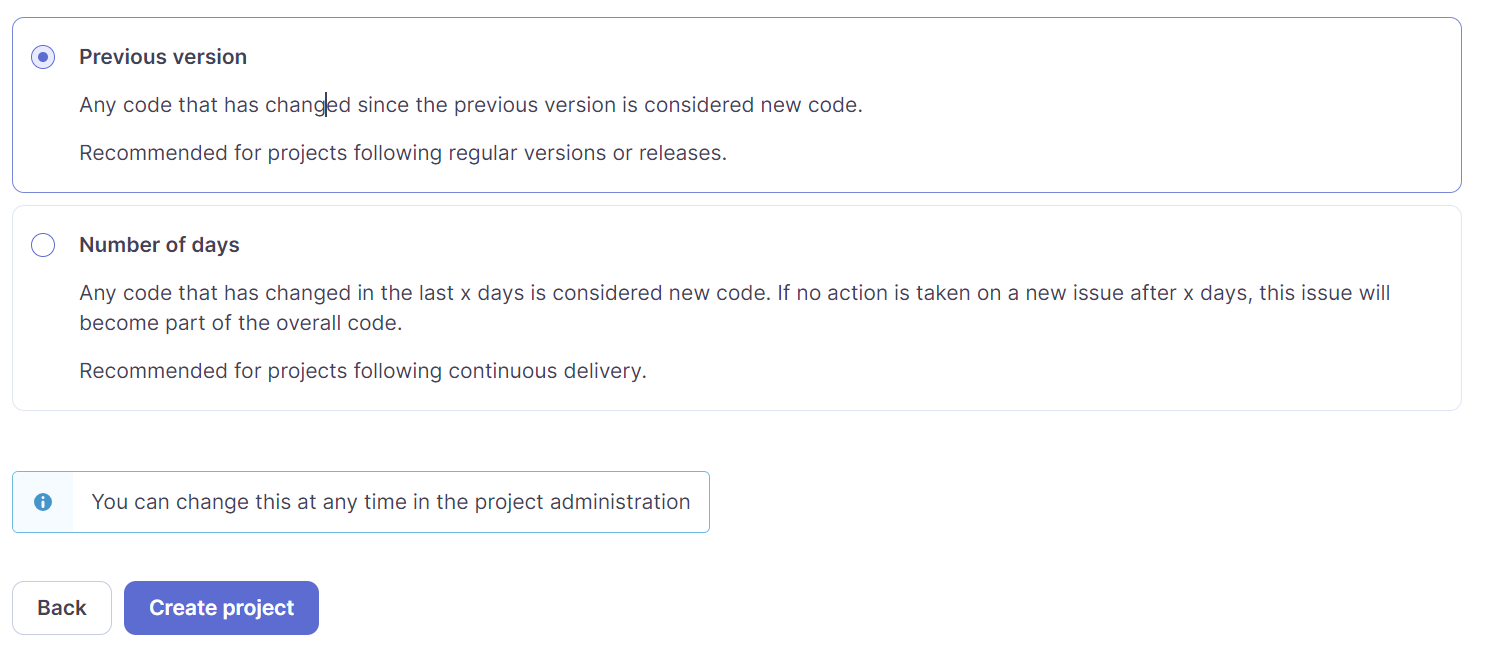 Previous version
Any code that has changed since the previous version is considered new code.
Recommended for projects following regular versions or releases.
Number of days
Any code that has changed in the last x days is considered new code. If no action is taken on a new issue after x days, this issue will
become part of the overall code.
Recommended for projects following continuous delivery.
You can change this at any time in the project administration
Back
Create project